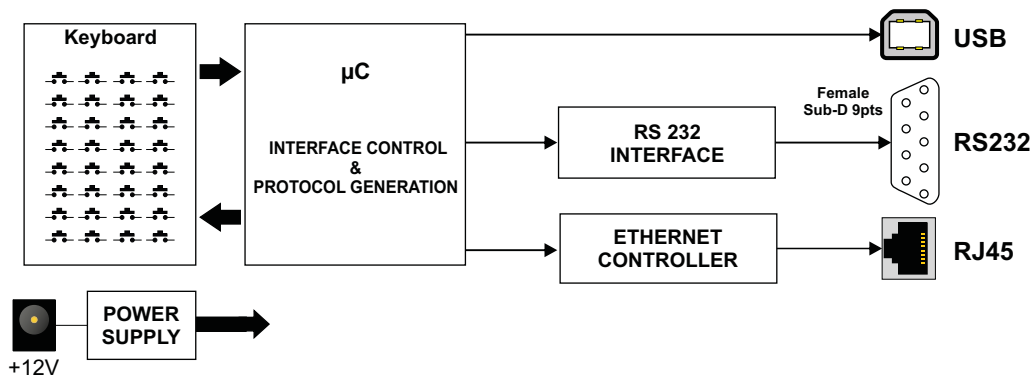 Keyboard
µC
INTERFACE CONTROL
&
PROTOCOL GENERATION
USB
RS 232
INTERFACE
Female
Sub-D 9pts
RS232
ETHERNET
CONTROLLER
RJ45
POWER
SUPPLY
+12V